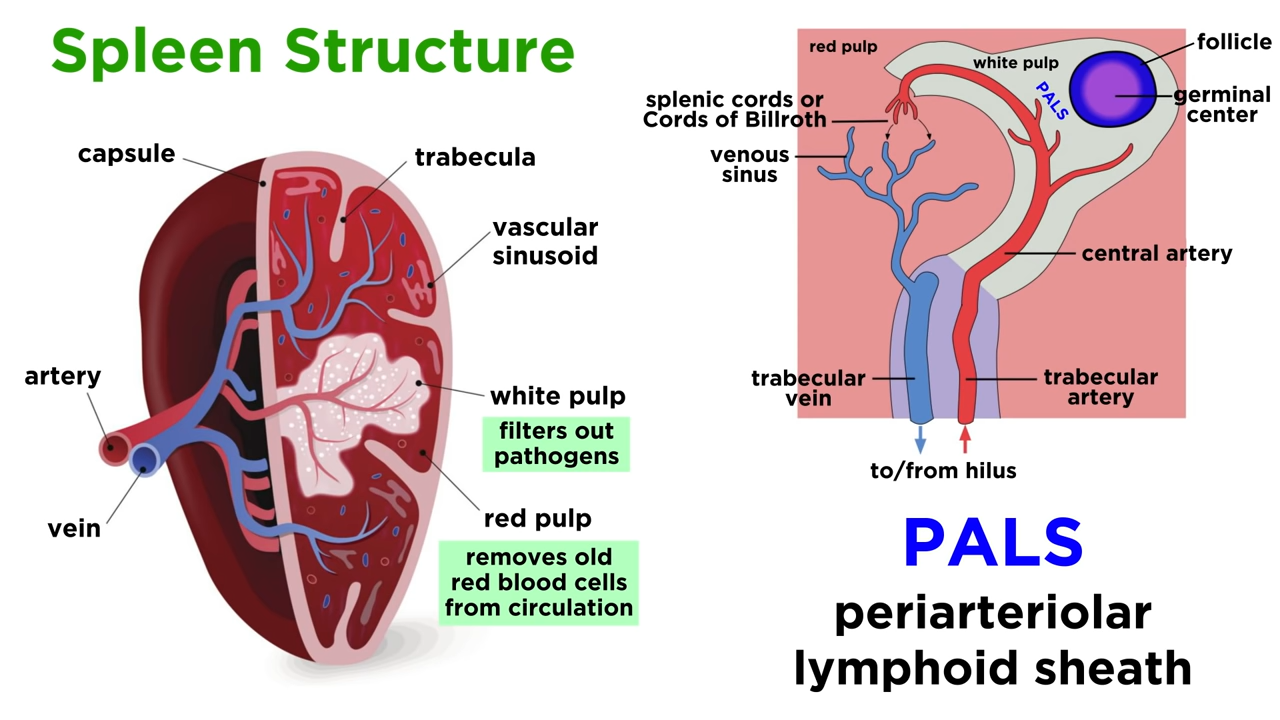 Spleen Structure
capsule
trabecula
vascular
sinusoid
artery
white pulp
filters out
pathogens
vein
red pulp
removes old
red blood cells
from circulation
red pulp
white pulp
follicle
PALS
germinal
center
splenic cords or
Cords of Billroth
venous
sinus
central artery
trabecular
vein
trabecular
artery
to/from hilus
PALS
periarteriolar
lymphoid sheath